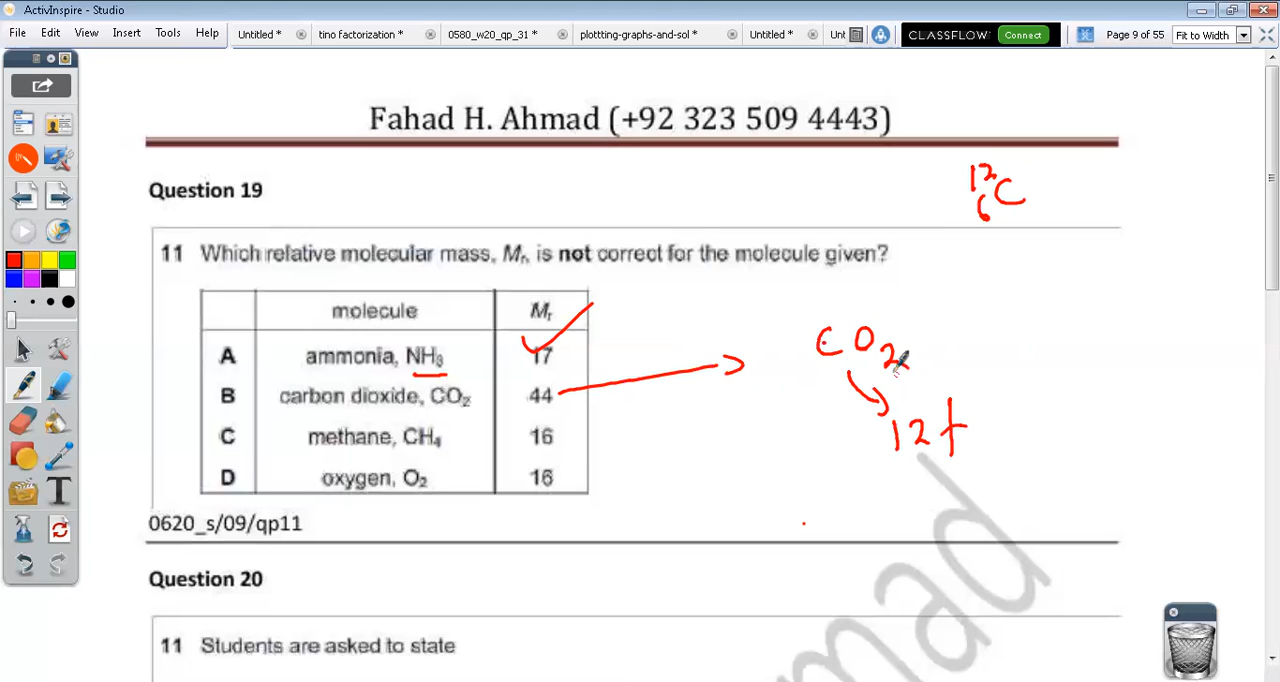 ActivInspire - Studio
File Edit View Insert Tools Help Untitled * tino factorization * 0580_w20_qp_31 * plottting-graphs-and-sol * Untitled * Unt CLASSFLOW Connect Page 9 of 55 Fit to Width
Fahad H. Ahmad (+92 323 509 4443)
12
6 C
Question 19
11 Which relative molecular mass, Mr, is not correct for the molecule given?
molecule Mr
A ammonia, NH3 17
B carbon dioxide, CO2 44
C methane, CH4 16
D oxygen, O2 16
CO2
12 +
0620_s/09/qp11
Question 20
11 Students are asked to state
mad
T